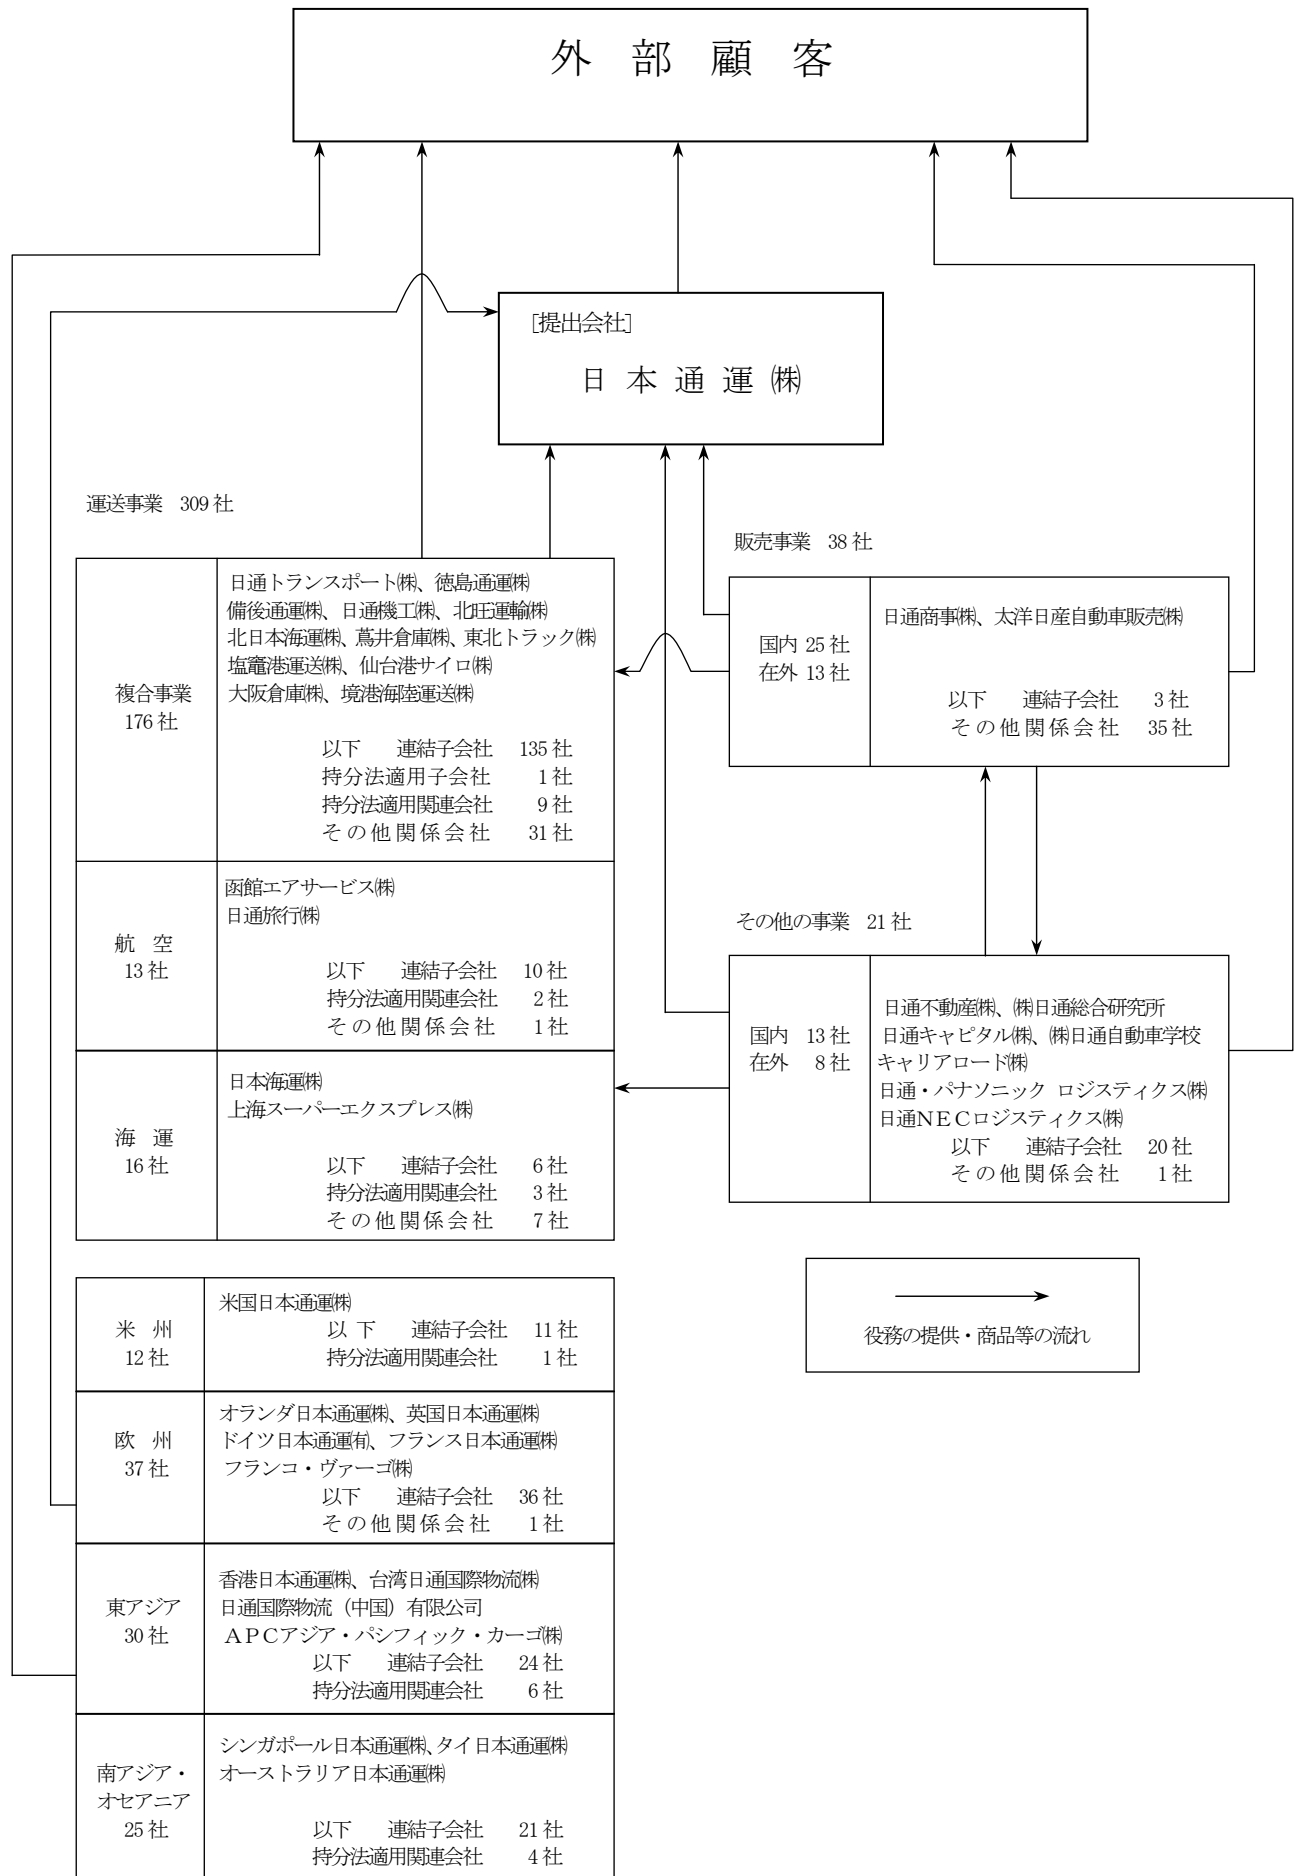 外部顧客
[提出会社]
日本通運㈱
運送事業 309社
複合事業
176社
日通トランスポート㈱、徳島通運㈱
備後通運㈱、日通機工㈱、北旺運輸㈱
北日本海運㈱、蔦井倉庫㈱、東北トラック㈱
塩竈港運送㈱、仙台港サイロ㈱
大阪倉庫㈱、境港海陸運送㈱
以下 連結子会社 135社
持分法適用子会社 1社
持分法適用関連会社 9社
その他関係会社 31社
航空
13社
函館エアサービス㈱
日通旅行㈱
以下 連結子会社 10社
持分法適用関連会社 2社
その他関係会社 1社
海運
16社
日本海運㈱
上海スーパーエクスプレス㈱
以下 連結子会社 6社
持分法適用関連会社 3社
その他関係会社 7社
米州
12社
米国日本通運㈱
以下 連結子会社 11社
持分法適用関連会社 1社
欧州
37社
オランダ日本通運㈱、英国日本通運㈱
ドイツ日本通運㈲、フランス日本通運㈱
フランコ・ヴァーゴ㈱
以下 連結子会社 36社
その他関係会社 1社
東アジア
30社
香港日本通運㈱、台湾日通国際物流㈱
日通国際物流（中国）有限公司
ＡＰＣアジア・パシフィック・カーゴ㈱
以下 連結子会社 24社
持分法適用関連会社 6社
南アジア・
オセアニア
25社
シンガポール日本通運㈱、タイ日本通運㈱
オーストラリア日本通運㈱
以下 連結子会社 21社
持分法適用関連会社 4社
販売事業 38社
国内 25社
在外 13社
日通商事㈱、太洋日産自動車販売㈱
以下 連結子会社 3社
その他関係会社 35社
その他の事業 21社
国内 13社
在外 8社
日通不動産㈱、㈱日通総合研究所
日通キャピタル㈱、㈱日通自動車学校
キャリアロード㈱
日通・パナソニック ロジスティクス㈱
日通ＮＥＣロジスティクス㈱
以下 連結子会社 20社
その他関係会社 1社
役務の提供・商品等の流れ